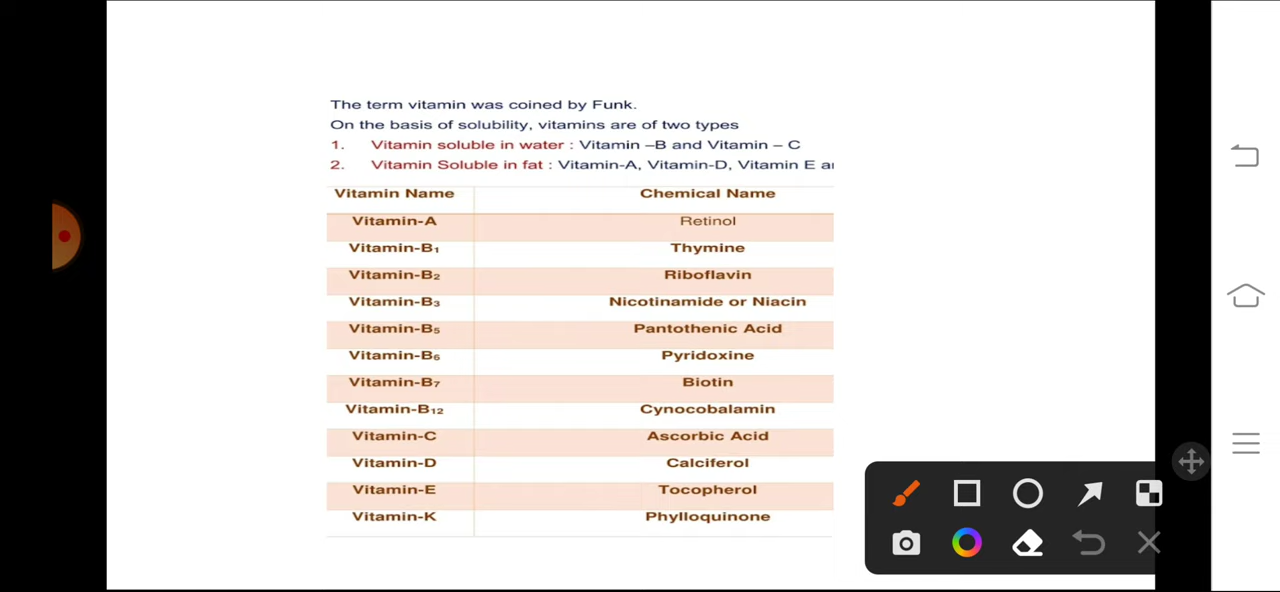 The term vitamin was coined by Funk.
On the basis of solubility, vitamins are of two types
1. Vitamin soluble in water : Vitamin –B and Vitamin – C
2. Vitamin Soluble in fat : Vitamin-A, Vitamin-D, Vitamin E
Vitamin Name Chemical Name
Vitamin-A Retinol
Vitamin-B₁ Thymine
Vitamin-B₂ Riboflavin
Vitamin-B₃ Nicotinamide or Niacin
Vitamin-B₅ Pantothenic Acid
Vitamin-B₆ Pyridoxine
Vitamin-B₇ Biotin
Vitamin-B₁₂ Cynocobalamin
Vitamin-C Ascorbic Acid
Vitamin-D Calciferol
Vitamin-E Tocopherol
Vitamin-K Phylloquinone